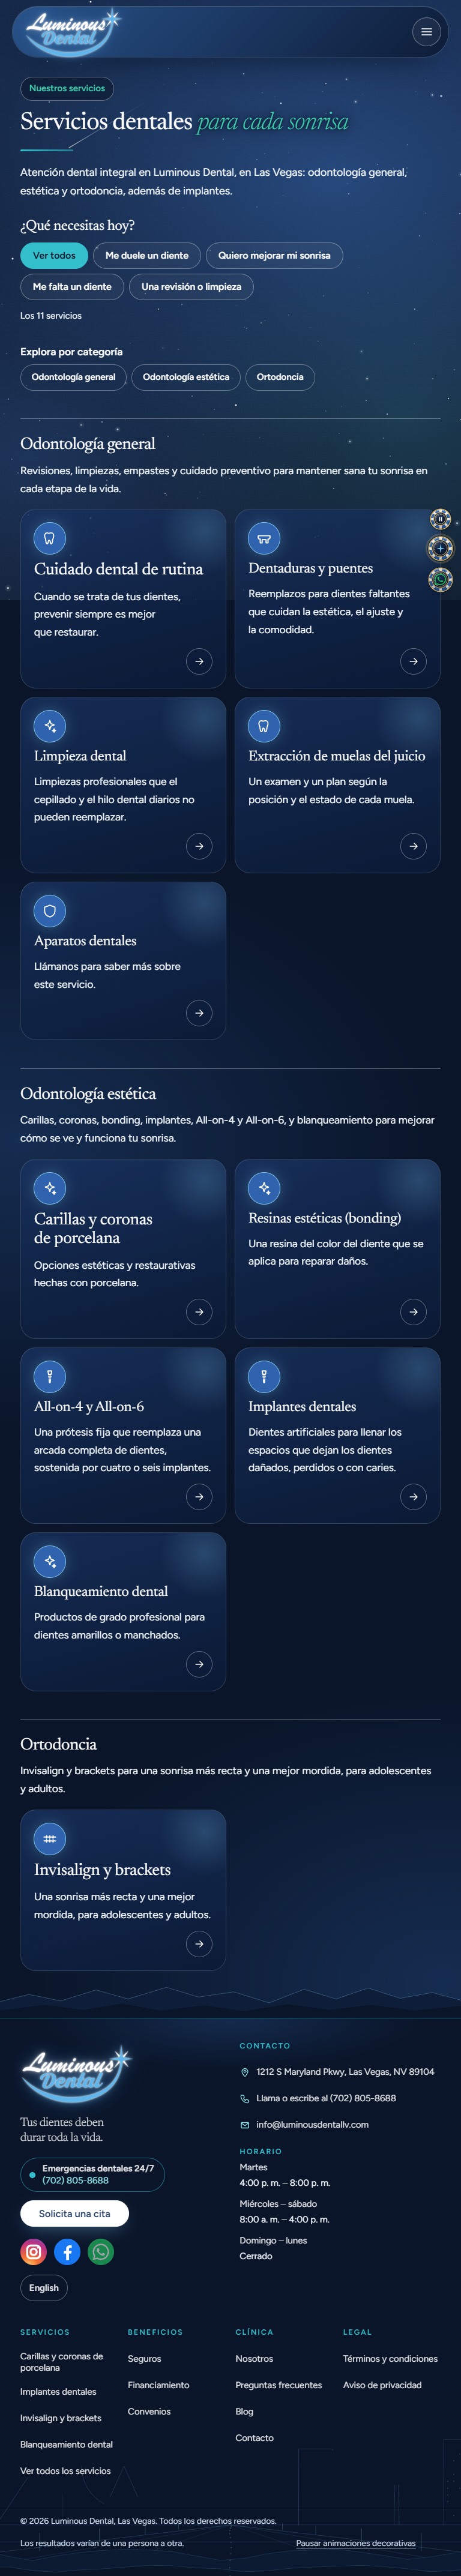 Luminous
Dental
Nuestros servicios
Servicios dentales para cada sonrisa
Atención dental integral en Luminous Dental, en Las Vegas: odontología general,
estética y ortodoncia, además de implantes.
¿Qué necesitas hoy?
Ver todos
Me duele un diente
Quiero mejorar mi sonrisa
Me falta un diente
Una revisión o limpieza
Los 11 servicios
Explora por categoría
Odontología general
Odontología estética
Ortodoncia
Odontología general
Revisiones, limpiezas, empastes y cuidado preventivo para mantener sana tu sonrisa en
cada etapa de la vida.
Cuidado dental de rutina
Cuando se trata de tus dientes,
prevenir siempre es mejor
que restaurar.
Dentaduras y puentes
Reemplazos para dientes faltantes
que cuidan la estética, el ajuste y
la comodidad.
Limpieza dental
Limpiezas profesionales que el
cepillado y el hilo dental diarios no
pueden reemplazar.
Extracción de muelas del juicio
Un examen y un plan según la
posición y el estado de cada muela.
Aparatos dentales
Llámanos para saber más sobre
este servicio.
Odontología estética
Carillas, coronas, bonding, implantes, All-on-4 y All-on-6, y blanqueamiento para mejorar
cómo se ve y funciona tu sonrisa.
Carillas y coronas
de porcelana
Opciones estéticas y restaurativas
hechas con porcelana.
Resinas estéticas (bonding)
Una resina del color del diente que se
aplica para reparar daños.
All-on-4 y All-on-6
Una prótesis fija que reemplaza una
arcada completa de dientes,
sostenida por cuatro o seis implantes.
Implantes dentales
Dientes artificiales para llenar los
espacios que dejan los dientes
dañados, perdidos o con caries.
Blanqueamiento dental
Productos de grado profesional para
dientes amarillos o manchados.
Ortodoncia
Invisalign y brackets para una sonrisa más recta y una mejor mordida, para adolescentes
y adultos.
Invisalign y brackets
Una sonrisa más recta y una mejor
mordida, para adolescentes y adultos.
Luminous
Dental
Tus dientes deben
durar toda la vida.
Emergencias dentales 24/7
(702) 805-8688
Solicita una cita
English
CONTACTO
1212 S Maryland Pkwy, Las Vegas, NV 89104
Llama o escribe al (702) 805-8688
info@luminousdentallv.com
HORARIO
Martes
4:00 p. m. – 8:00 p. m.
Miércoles – sábado
8:00 a. m. – 4:00 p. m.
Domingo – lunes
Cerrado
SERVICIOS
Carillas y coronas de
porcelana
Implantes dentales
Invisalign y brackets
Blanqueamiento dental
Ver todos los servicios
BENEFICIOS
Seguros
Financiamiento
Convenios
CLÍNICA
Nosotros
Preguntas frecuentes
Blog
Contacto
LEGAL
Términos y condiciones
Aviso de privacidad
© 2026 Luminous Dental, Las Vegas. Todos los derechos reservados.
Los resultados varían de una persona a otra.
Pausar animaciones decorativas